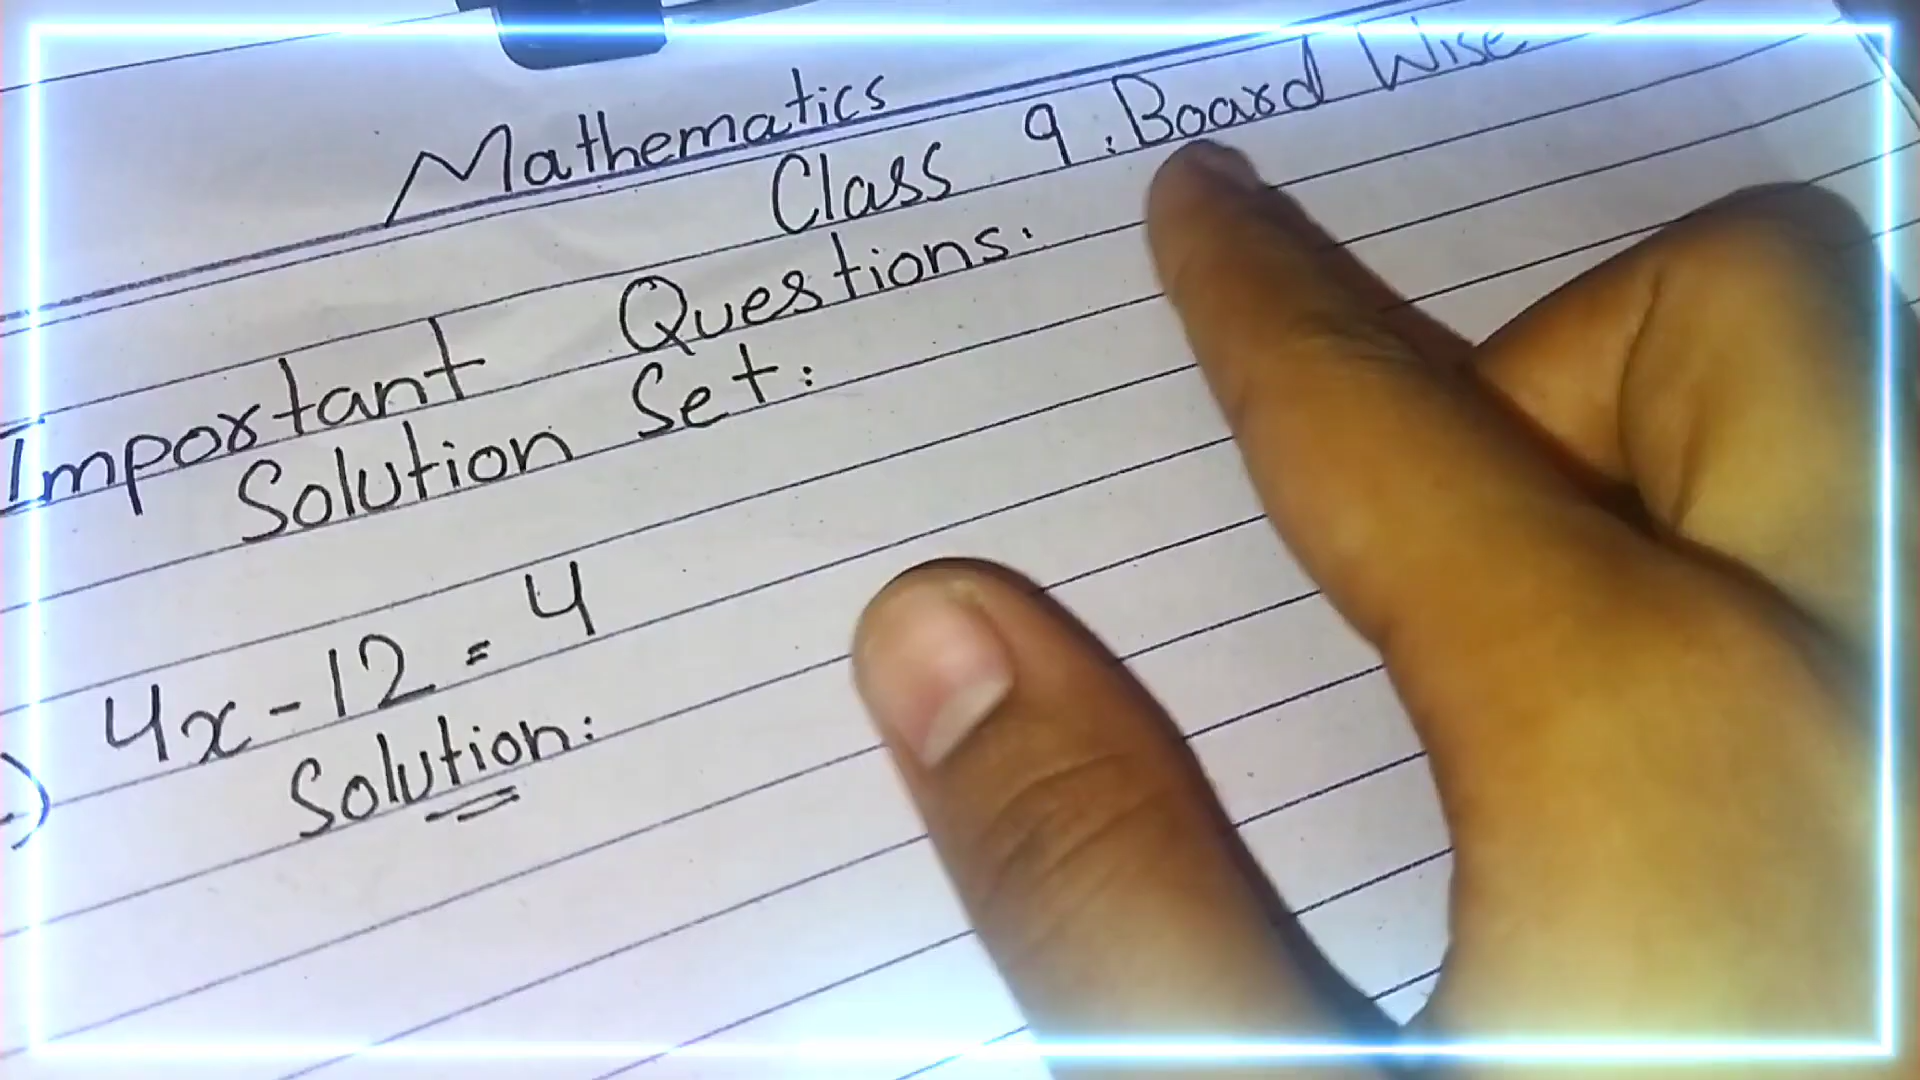 Mathematics
Class 9. Board Wise
Important Questions.
Solution Set:
4x - 12 = 4
Solution: